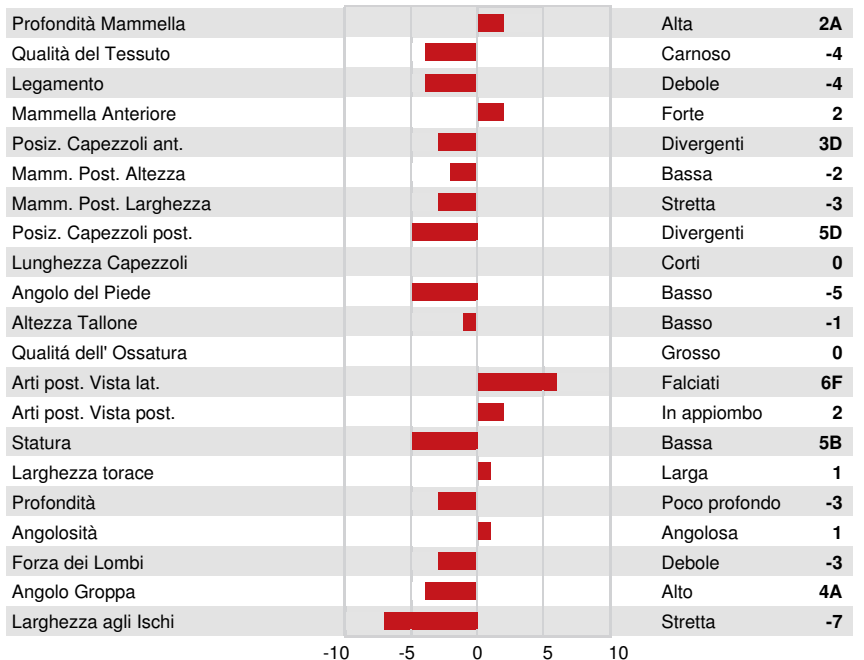 Profondità Mammella Alta 2A
Qualità del Tessuto Carnoso -4
Legamento Debole -4
Mammella Anteriore Forte 2
Posiz. Capezzoli ant. Divergenti 3D
Mamm. Post. Altezza Bassa -2
Mamm. Post. Larghezza Stretta -3
Posiz. Capezzoli post. Divergenti 5D
Lunghezza Capezzoli Corti 0
Angolo del Piede Basso -5
Altezza Tallone Basso -1
Qualitá dell' Ossatura Grosso 0
Arti post. Vista lat. Falciati 6F
Arti post. Vista post. In appiombo 2
Statura Bassa 5B
Larghezza torace Larga 1
Profondità Poco profondo -3
Angolosità Angolosa 1
Forza dei Lombi Debole -3
Angolo Groppa Alto 4A
Larghezza agli Ischi Stretta -7
-10 -5 0 5 10